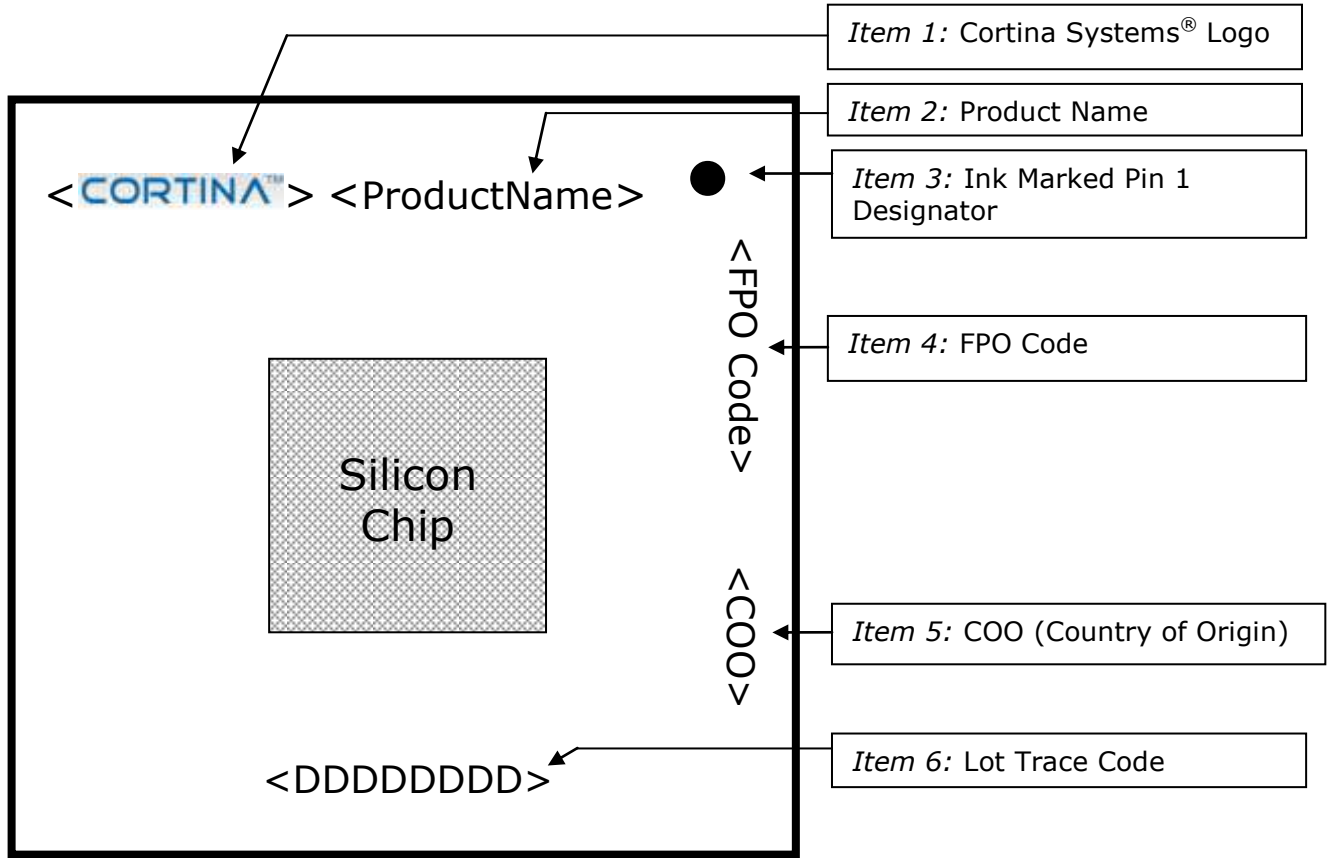 Item 1: Cortina Systems® Logo
Item 2: Product Name
<CORTINA™> <ProductName>
Item 3: Ink Marked Pin 1
Designator
<FPO Code>
Item 4: FPO Code
Silicon
Chip
<COO>
Item 5: COO (Country of Origin)
<DDDDDDDD>
Item 6: Lot Trace Code